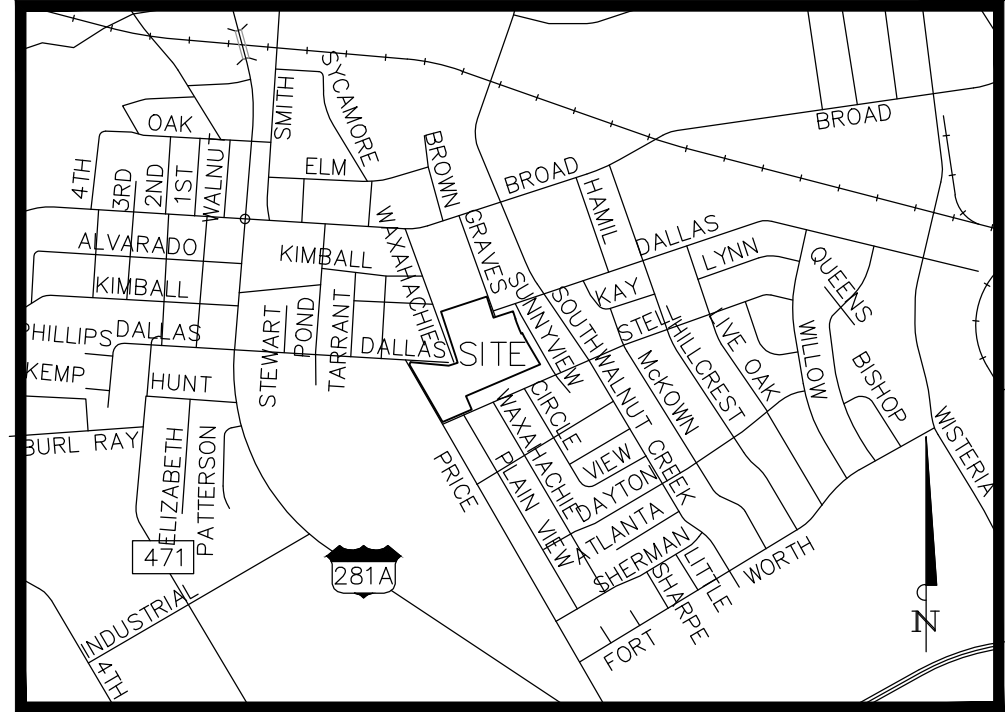 SYCAMORE
SMITH
BROAD
OAK
4TH
3RD
2ND
1ST
WALNUT
ELM
BROWN
BROAD
HAMIL
WAXAHACHIE
GRAVES
ALVARADO
KIMBALL
DALLAS
LYNN
QUEENS
KIMBALL
SUNNYVIEW
SOUTH
KAY
STELL
PHILLIPS
DALLAS
STEWART
POND
TARRANT
DALLAS
SITE
HILLCREST
LIVE OAK
WILLOW
BISHOP
KEMP
HUNT
McKOWN
WALNUT CREEK
CIRCLE
WAXAHACHIE
BURL RAY
ELIZABETH
PATTERSON
PRICE
PLAIN VIEW
VIEW
DAYTON
WISTERIA
ATLANTA
SHERMAN
471
281A
LITTLE
SHARPE
FORT WORTH
INDUSTRIAL
4TH
N